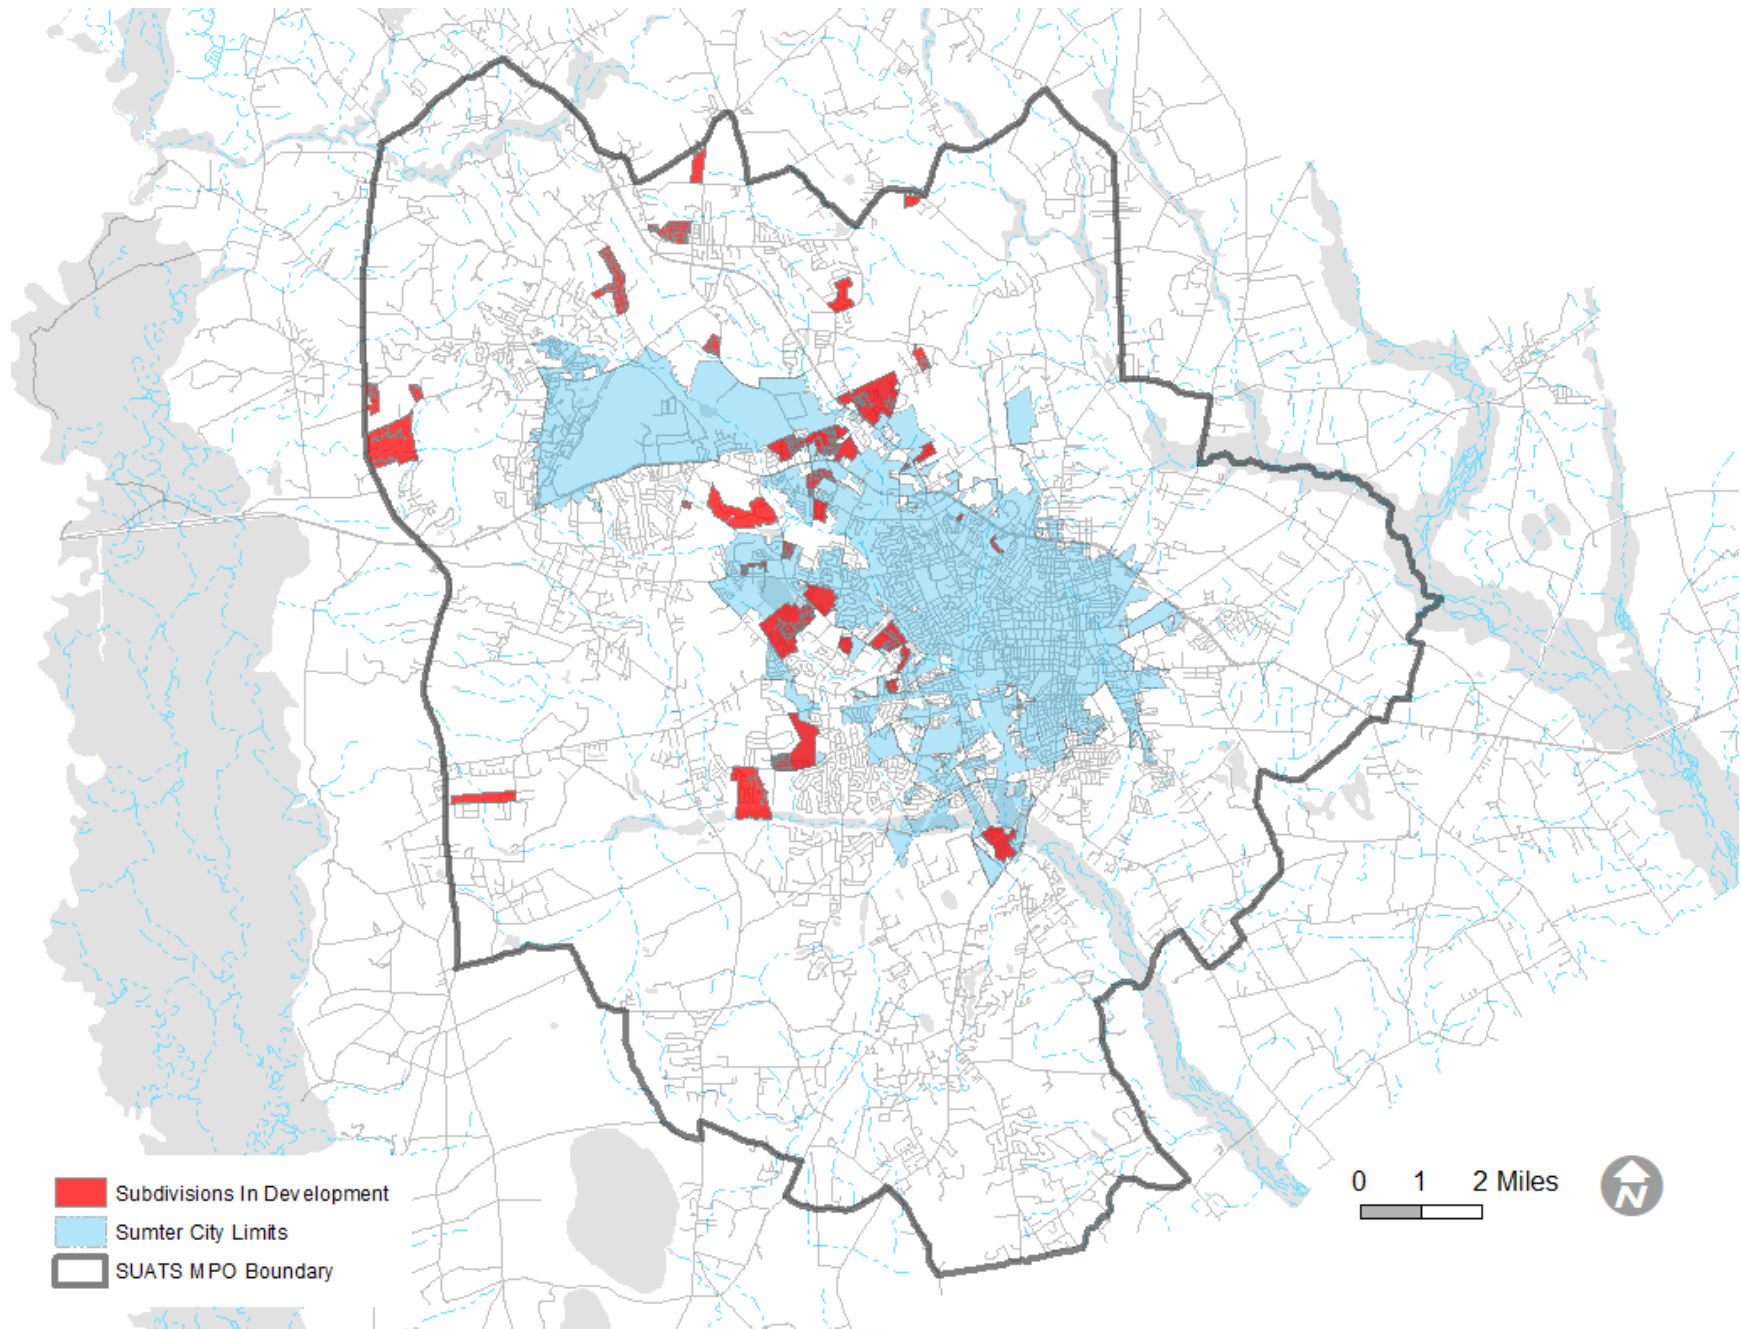 Subdivisions In Development
Sumter City Limits
SUATS MPO Boundary
0 1 2 Miles
N